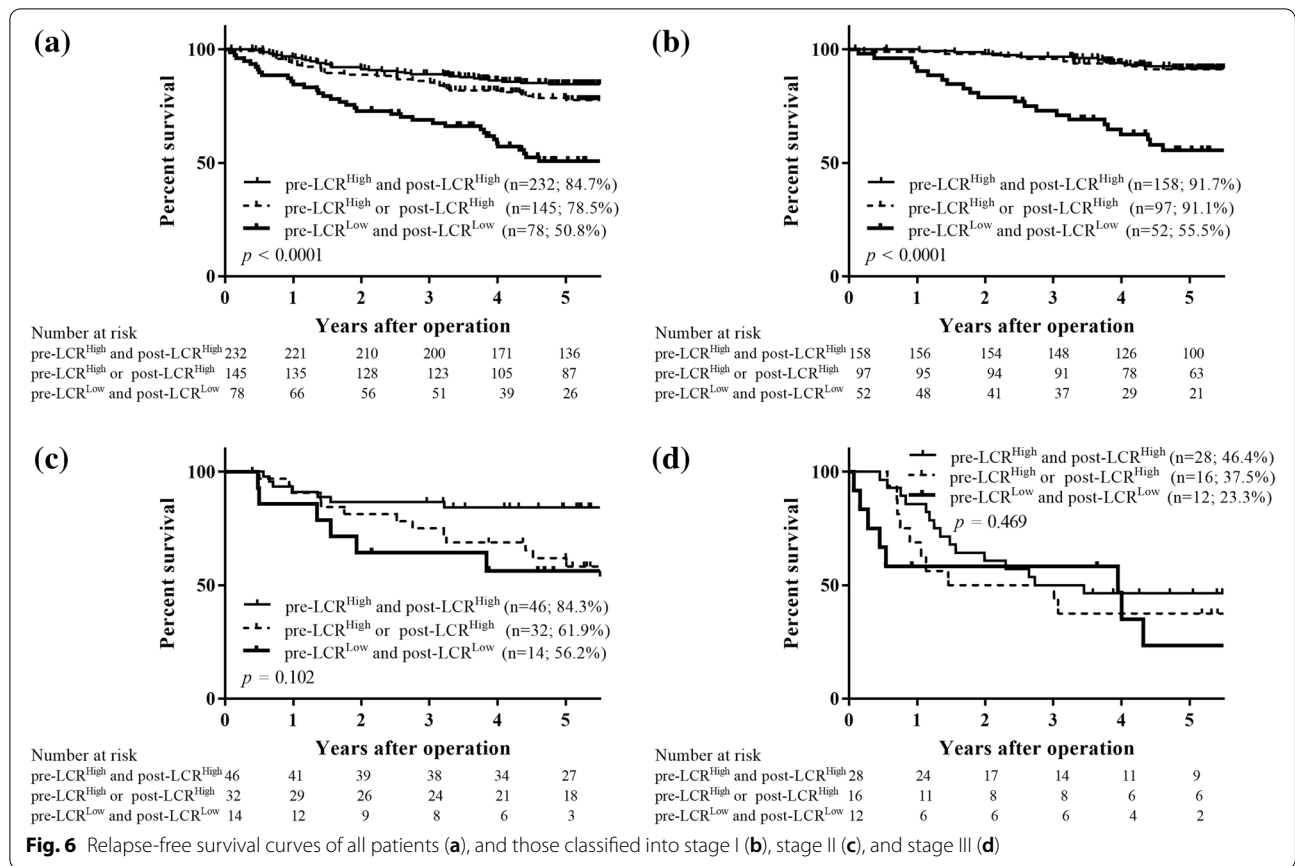 (a)
100
50
0
Percent survival
pre-LCR^High and post-LCR^High (n=232; 84.7%)
pre-LCR^High or post-LCR^High (n=145; 78.5%)
pre-LCR^Low and post-LCR^Low (n=78; 50.8%)
p < 0.0001
0 1 2 3 4 5
Years after operation
Number at risk
pre-LCR^High and post-LCR^High 232 221 210 200 171 136
pre-LCR^High or post-LCR^High 145 135 128 123 105 87
pre-LCR^Low and post-LCR^Low 78 66 56 51 39 26
(b)
100
50
0
Percent survival
pre-LCR^High and post-LCR^High (n=158; 91.7%)
pre-LCR^High or post-LCR^High (n=97; 91.1%)
pre-LCR^Low and post-LCR^Low (n=52; 55.5%)
p < 0.0001
0 1 2 3 4 5
Years after operation
Number at risk
pre-LCR^High and post-LCR^High 158 156 154 148 126 100
pre-LCR^High or post-LCR^High 97 95 94 91 78 63
pre-LCR^Low and post-LCR^Low 52 48 41 37 29 21
(c)
100
50
0
Percent survival
pre-LCR^High and post-LCR^High (n=46; 84.3%)
pre-LCR^High or post-LCR^High (n=32; 61.9%)
pre-LCR^Low and post-LCR^Low (n=14; 56.2%)
p = 0.102
0 1 2 3 4 5
Years after operation
Number at risk
pre-LCR^High and post-LCR^High 46 41 39 38 34 27
pre-LCR^High or post-LCR^High 32 29 26 24 21 18
pre-LCR^Low and post-LCR^Low 14 12 9 8 6 3
(d)
100
50
0
Percent survival
pre-LCR^High and post-LCR^High (n=28; 46.4%)
pre-LCR^High or post-LCR^High (n=16; 37.5%)
pre-LCR^Low and post-LCR^Low (n=12; 23.3%)
p = 0.469
0 1 2 3 4 5
Years after operation
Number at risk
pre-LCR^High and post-LCR^High 28 24 17 14 11 9
pre-LCR^High or post-LCR^High 16 11 8 8 6 6
pre-LCR^Low and post-LCR^Low 12 6 6 6 4 2
Fig. 6 Relapse-free survival curves of all patients (a), and those classified into stage I (b), stage II (c), and stage III (d)